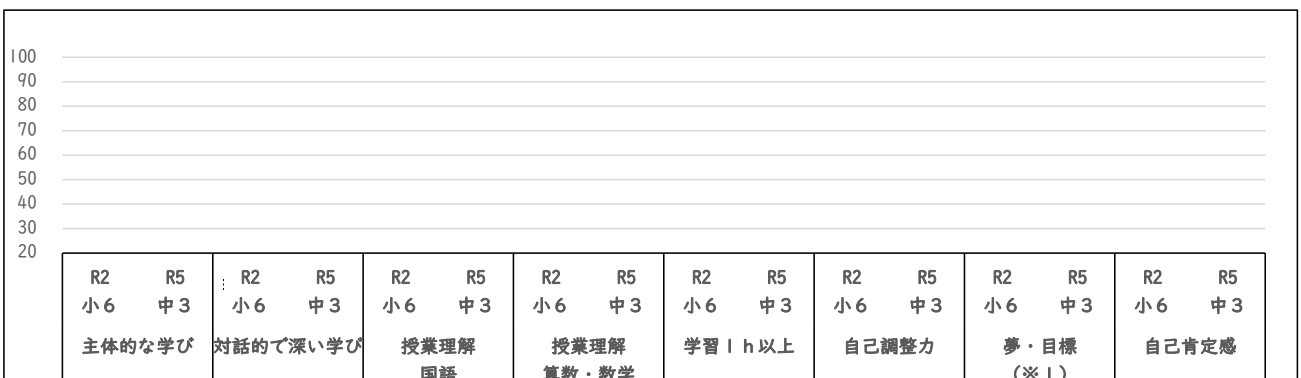 100
90
80
70
60
50
40
30
20
R2 R5 R2 R5 R2 R5 R2 R5 R2 R5 R2 R5 R2 R5 R2 R5
小6 中3 小6 中3 小6 中3 小6 中3 小6 中3 小6 中3 小6 中3 小6 中3
主体的な学び 対話的で深い学び 授業理解 授業理解 学習1h以上 自己調整力 夢・目標 自己肯定感
国語 算数・数学 (※1)